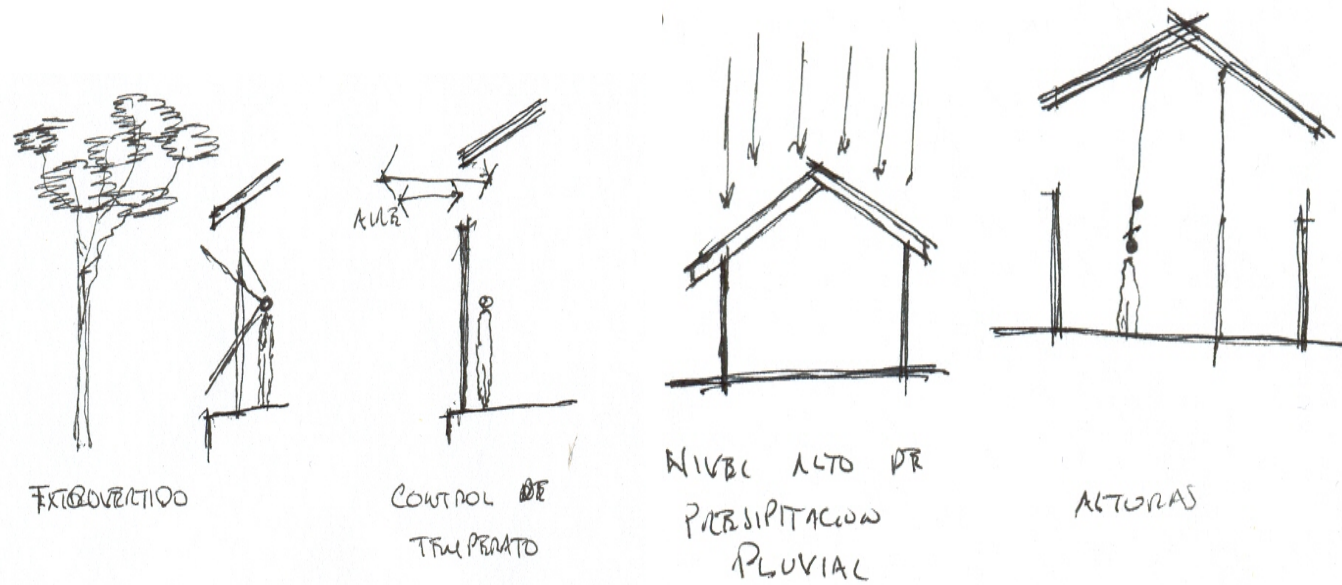 AIRE
EXTROVERTIDO
CONTROL DE
TEMPERATO
NIVEL ALTO DE
PRESIPITACION
PLUVIAL
ALTURAS